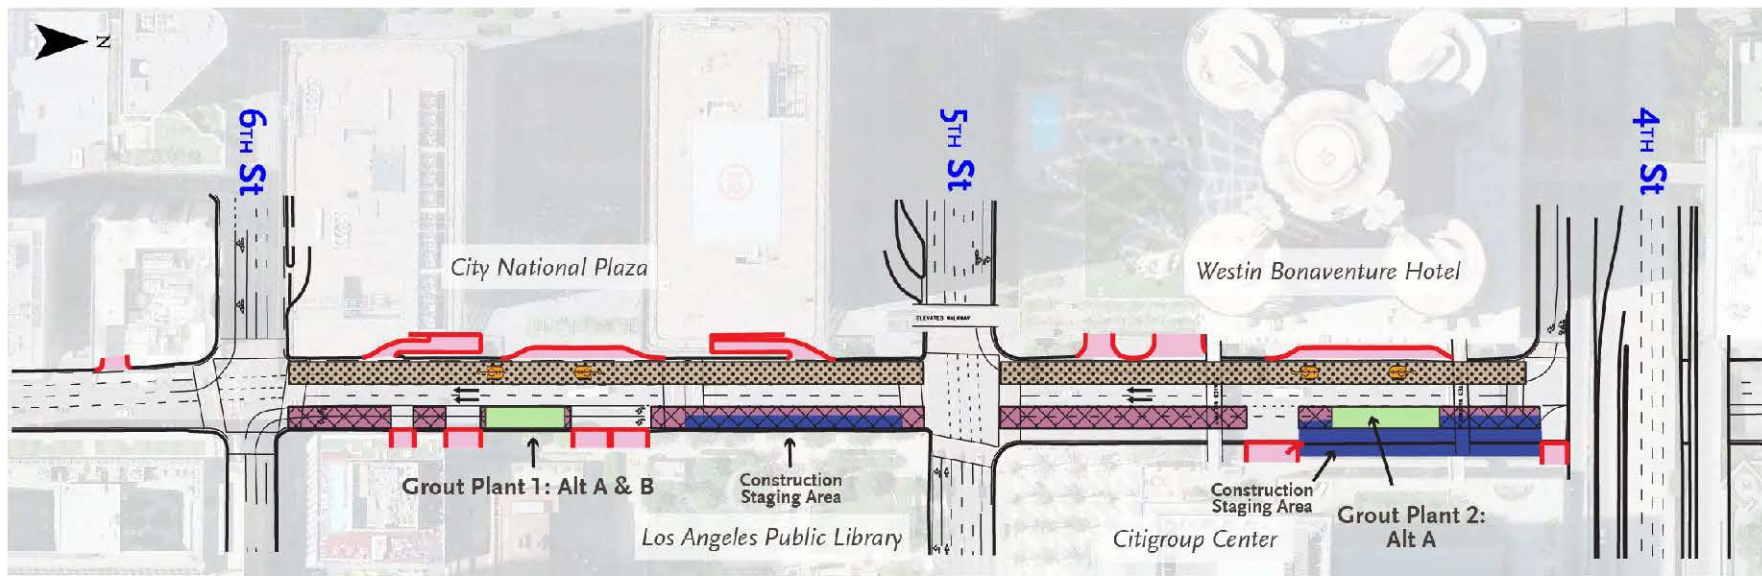 N
6TH St
5TH St
4TH St
City National Plaza
Westin Bonaventure Hotel
ELEVATED WALKWAY
Grout Plant 1: Alt A & B
Construction
Staging Area
Los Angeles Public Library
Construction
Staging Area
Citigroup Center
Grout Plant 2:
Alt A